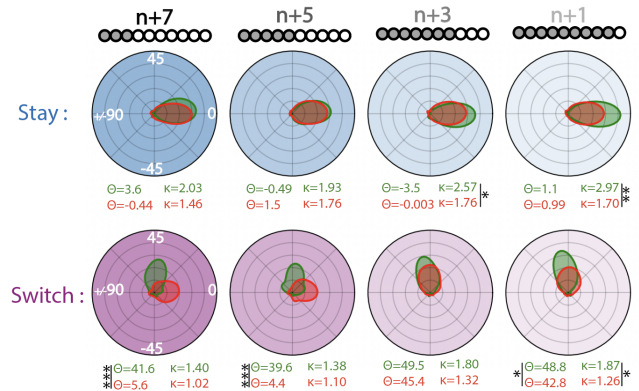 n+7 n+5 n+3 n+1
45
Stay : +/-90 0
-45
Θ=3.6 κ=2.03 Θ=-0.49 κ=1.93 Θ=-3.5 κ=2.57 Θ=1.1 κ=2.97
Θ=-0.44 κ=1.46 Θ=1.5 κ=1.76 Θ=-0.003 κ=1.76 * Θ=0.99 κ=1.70 **
45 45
Switch : +/-90 0 +/-90 0
-45 -45
*** Θ=41.6 κ=1.40 *** Θ=39.6 κ=1.38 Θ=49.5 κ=1.80 * Θ=48.8 κ=1.87 *
Θ=5.6 κ=1.02 Θ=4.4 κ=1.10 Θ=45.4 κ=1.32 Θ=42.8 κ=1.26